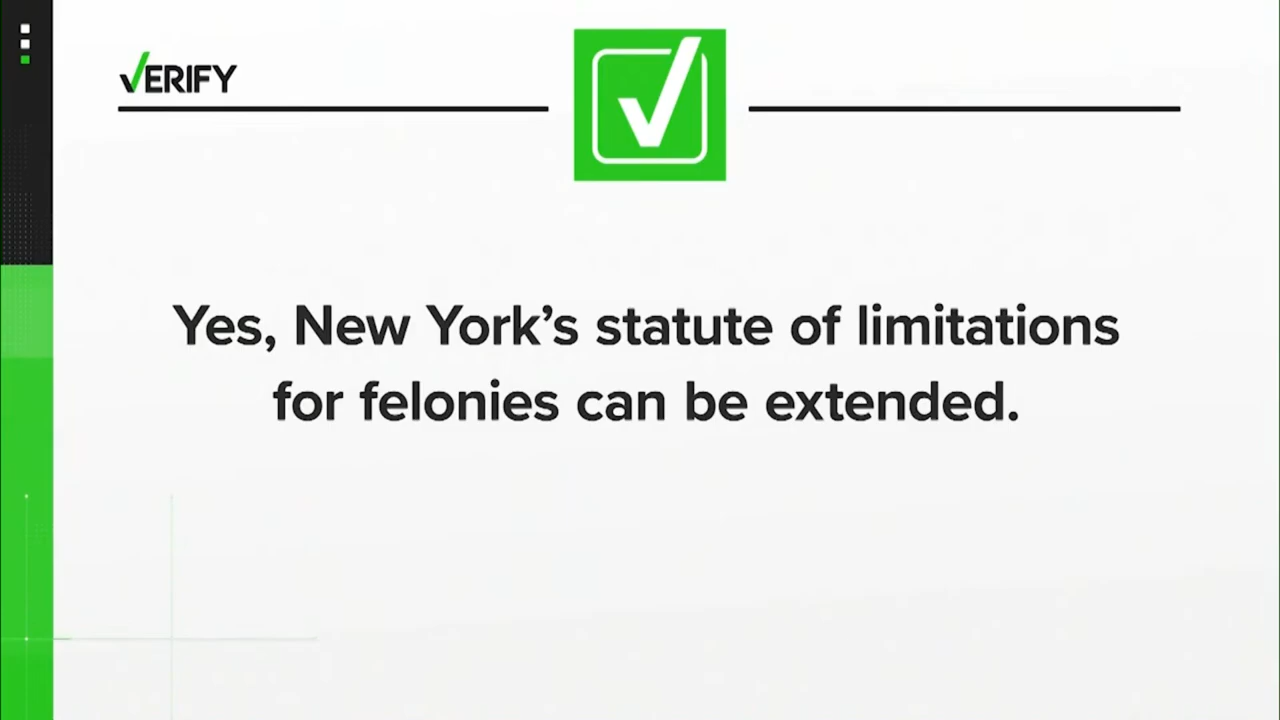 VERIFY
Yes, New York’s statute of limitations
for felonies can be extended.